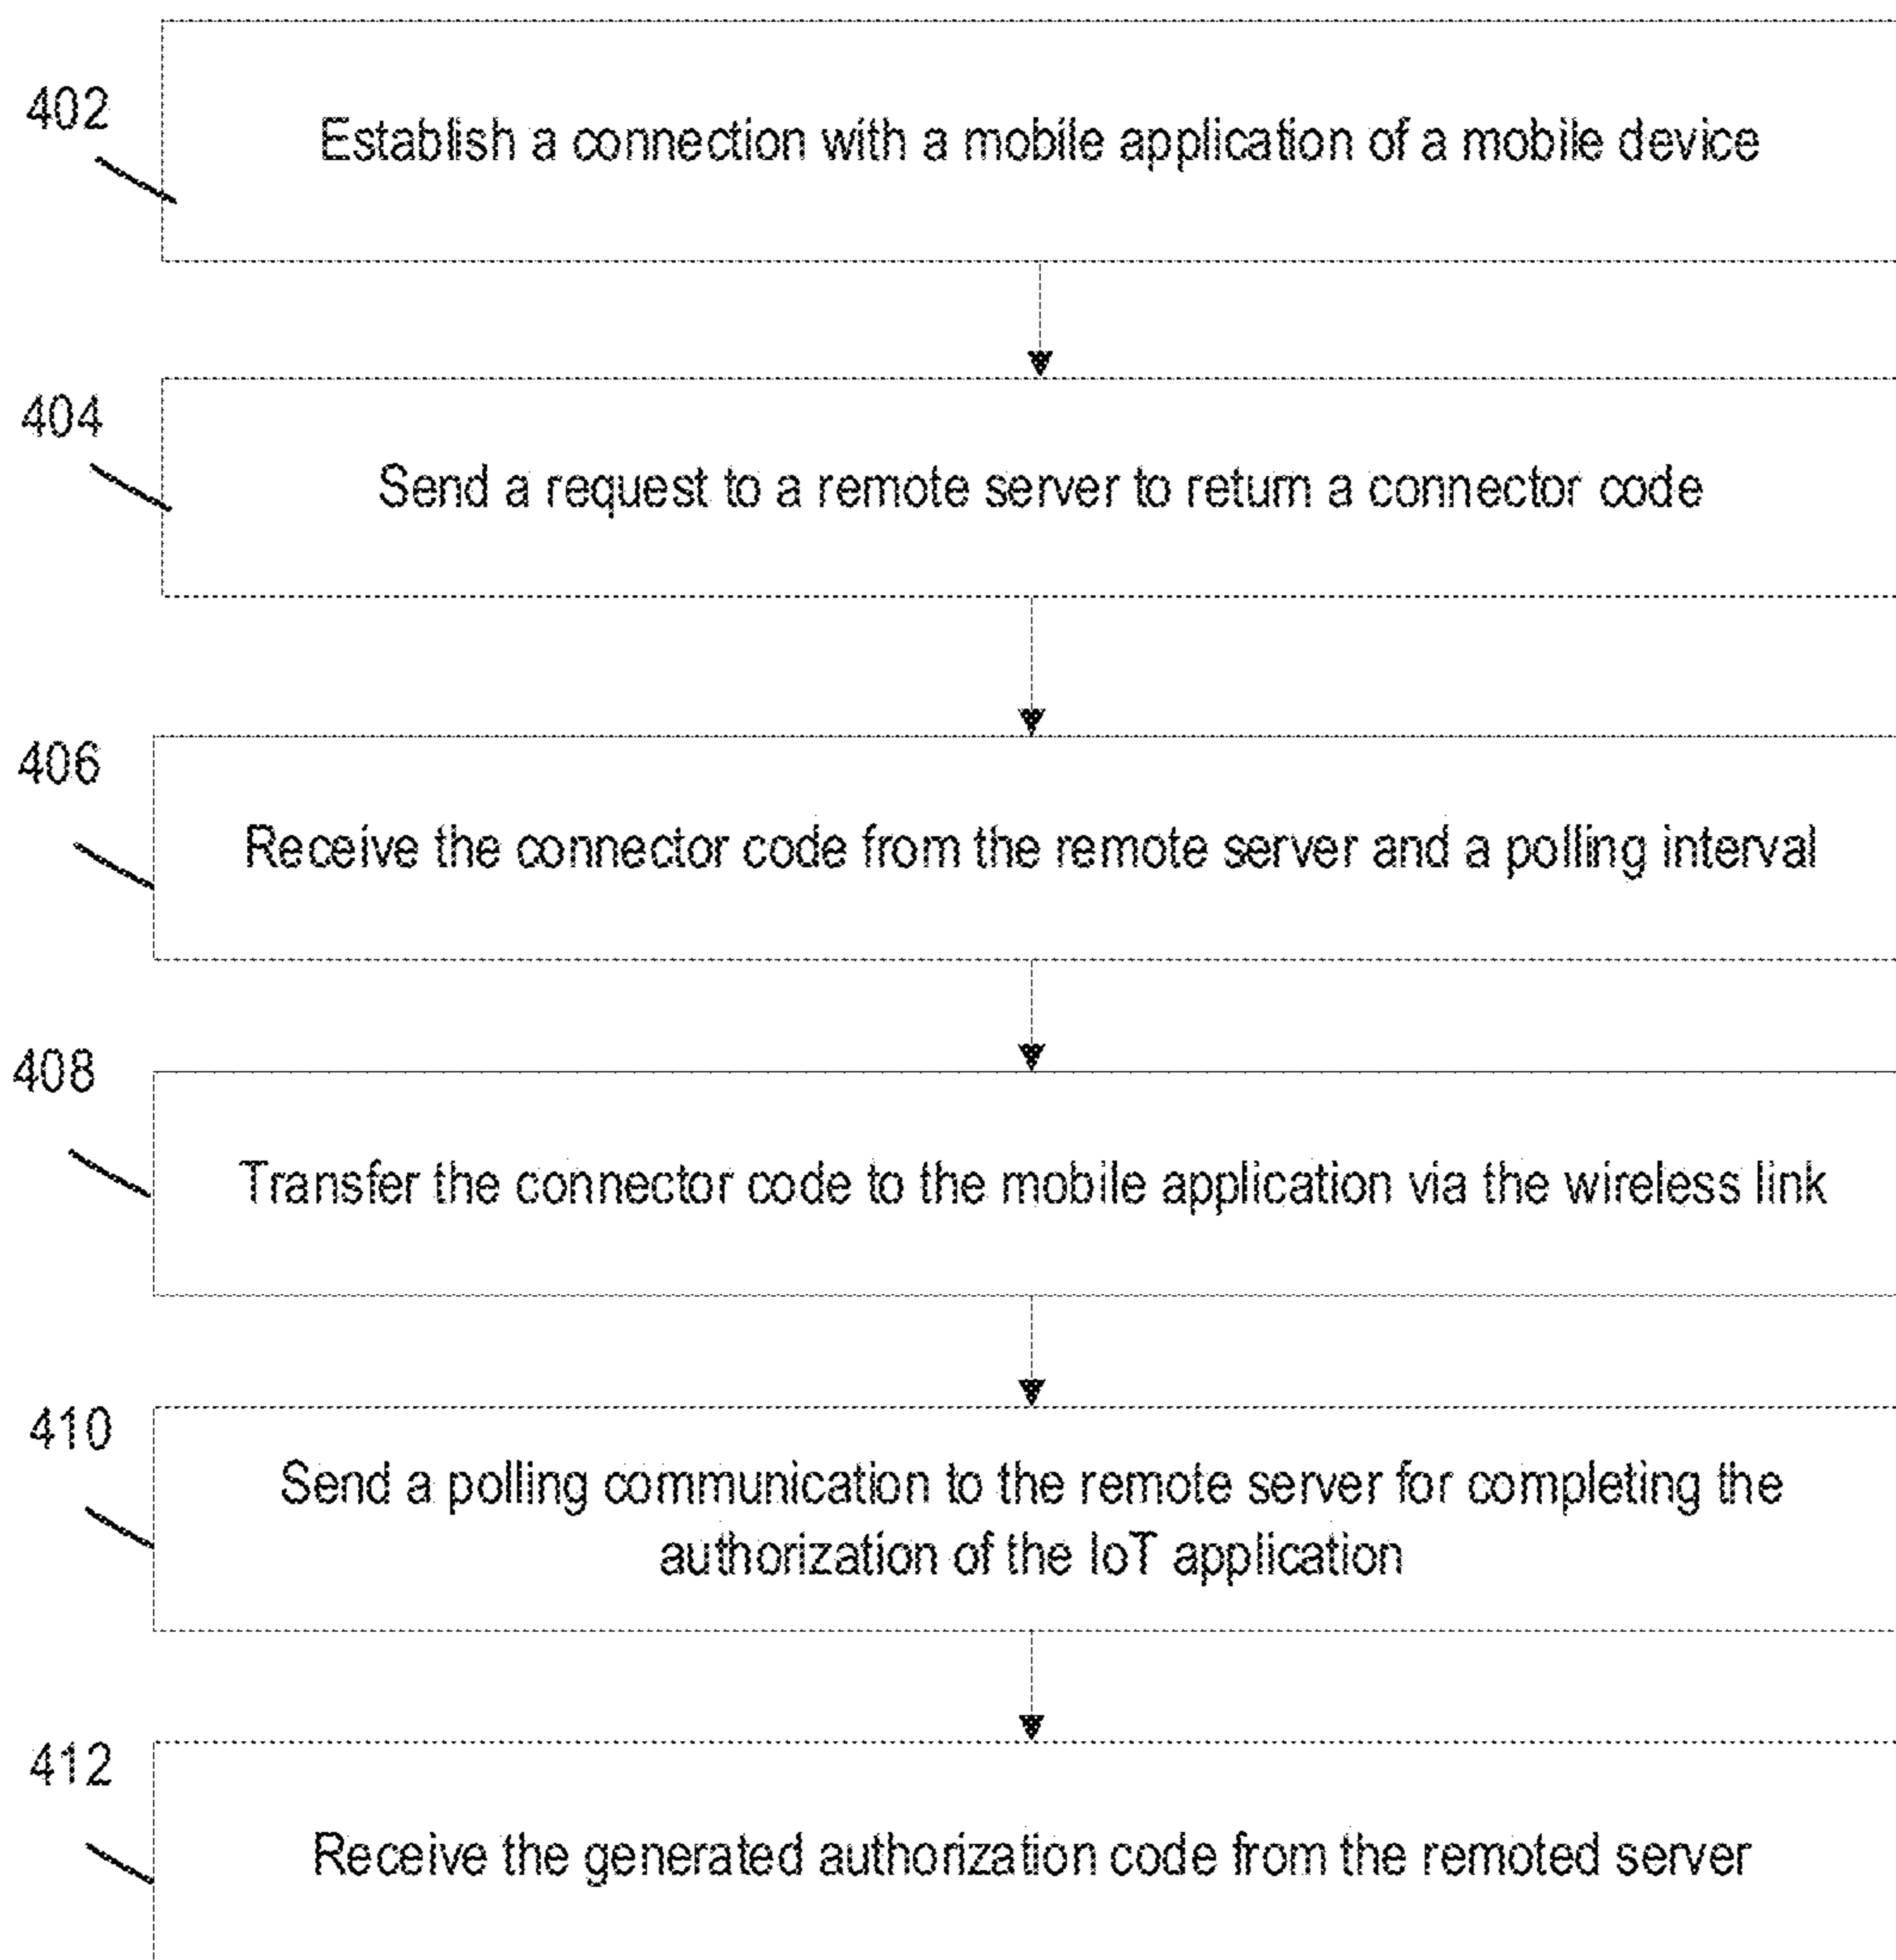 402
Establish a connection with a mobile application of a mobile device
404
Send a request to a remote server to return a connector code
406
Receive the connector code from the remote server and a polling interval
408
Transfer the connector code to the mobile application via the wireless link
410
Send a polling communication to the remote server for completing the
authorization of the IoT application
412
Receive the generated authorization code from the remoted server